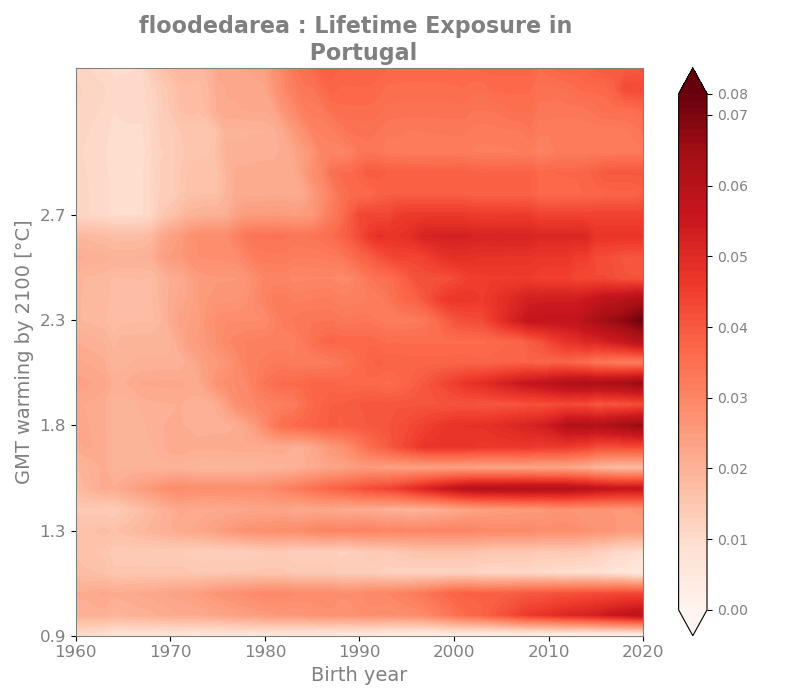 floodedarea : Lifetime Exposure in
Portugal
GMT warming by 2100 [°C]
2.7
2.3
1.8
1.3
0.9
1960 1970 1980 1990 2000 2010 2020
Birth year
0.08
0.07
0.06
0.05
0.04
0.03
0.02
0.01
0.00